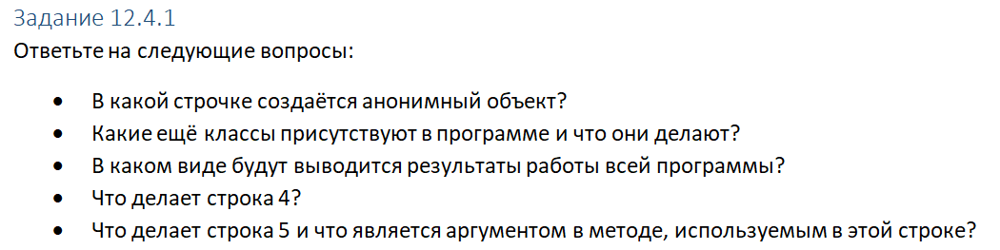 Задание 12.4.1
Ответьте на следующие вопросы:
• В какой строчке создаётся анонимный объект?
• Какие ещё классы присутствуют в программе и что они делают?
• В каком виде будут выводится результаты работы всей программы?
• Что делает строка 4?
• Что делает строка 5 и что является аргументом в методе, используемым в этой строке?